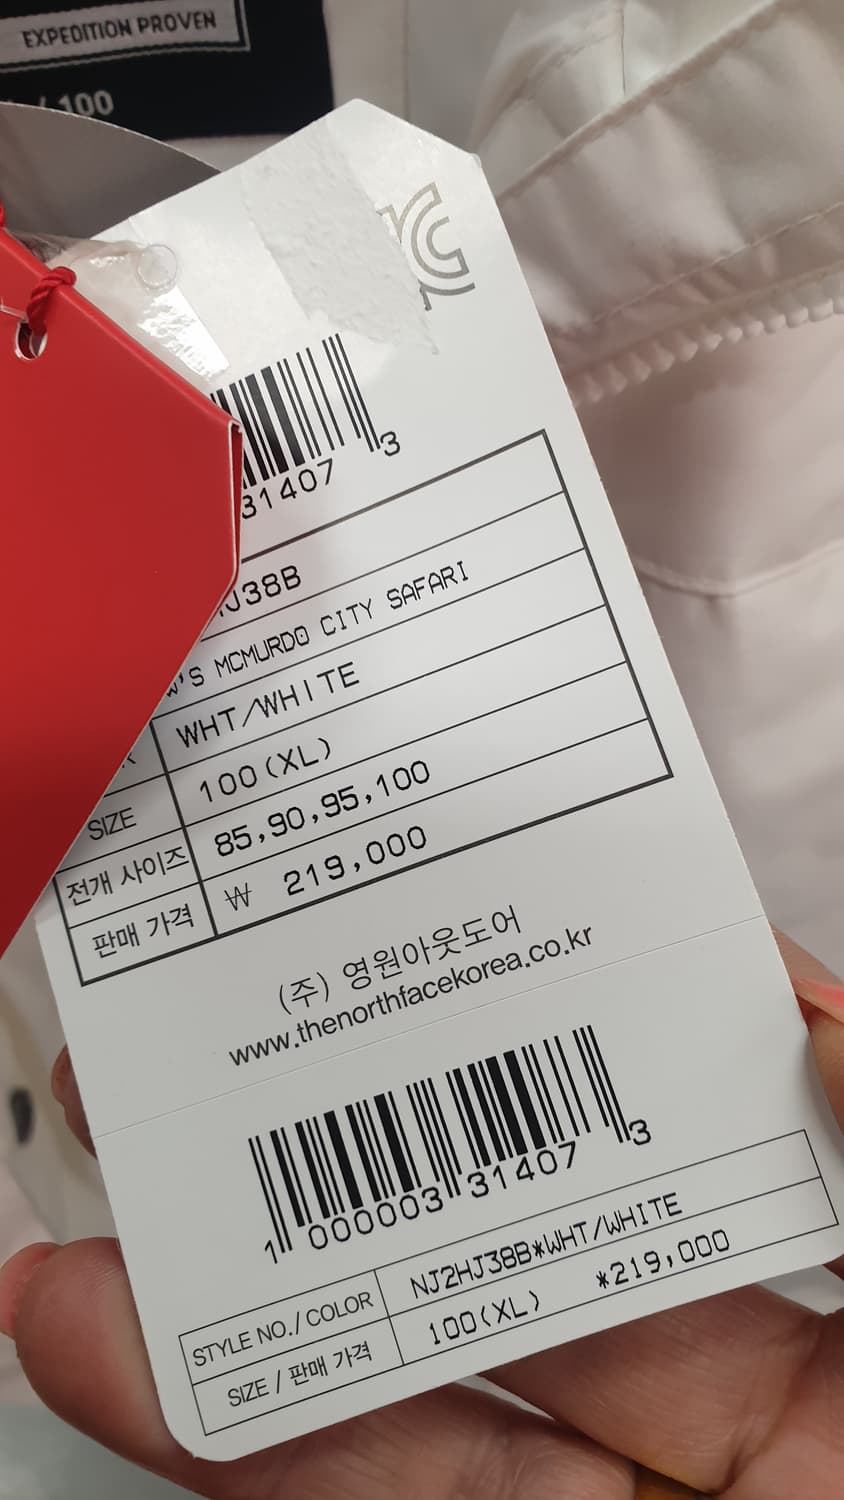 EXPEDITION PROVEN
/ 100
KC
31407 3
J38B
W'S MCMURDO CITY SAFARI
WHT/WHITE
SIZE 100(XL)
전개 사이즈 85,90,95,100
판매 가격 ₩ 219,000
(주) 영원아웃도어
www.thenorthfacekorea.co.kr
1 000003 31407 3
STYLE NO./COLOR NJ2HJ38B*WHT/WHITE
SIZE / 판매 가격 100(XL) *219,000